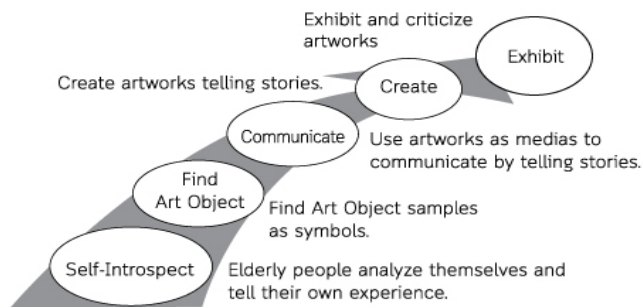 Exhibit and criticize
artworks
Exhibit
Create artworks telling stories.
Create
Communicate
Use artworks as medias to
communicate by telling stories.
Find
Art Object
Find Art Object samples
as symbols.
Self-Introspect
Elderly people analyze themselves and
tell their own experience.